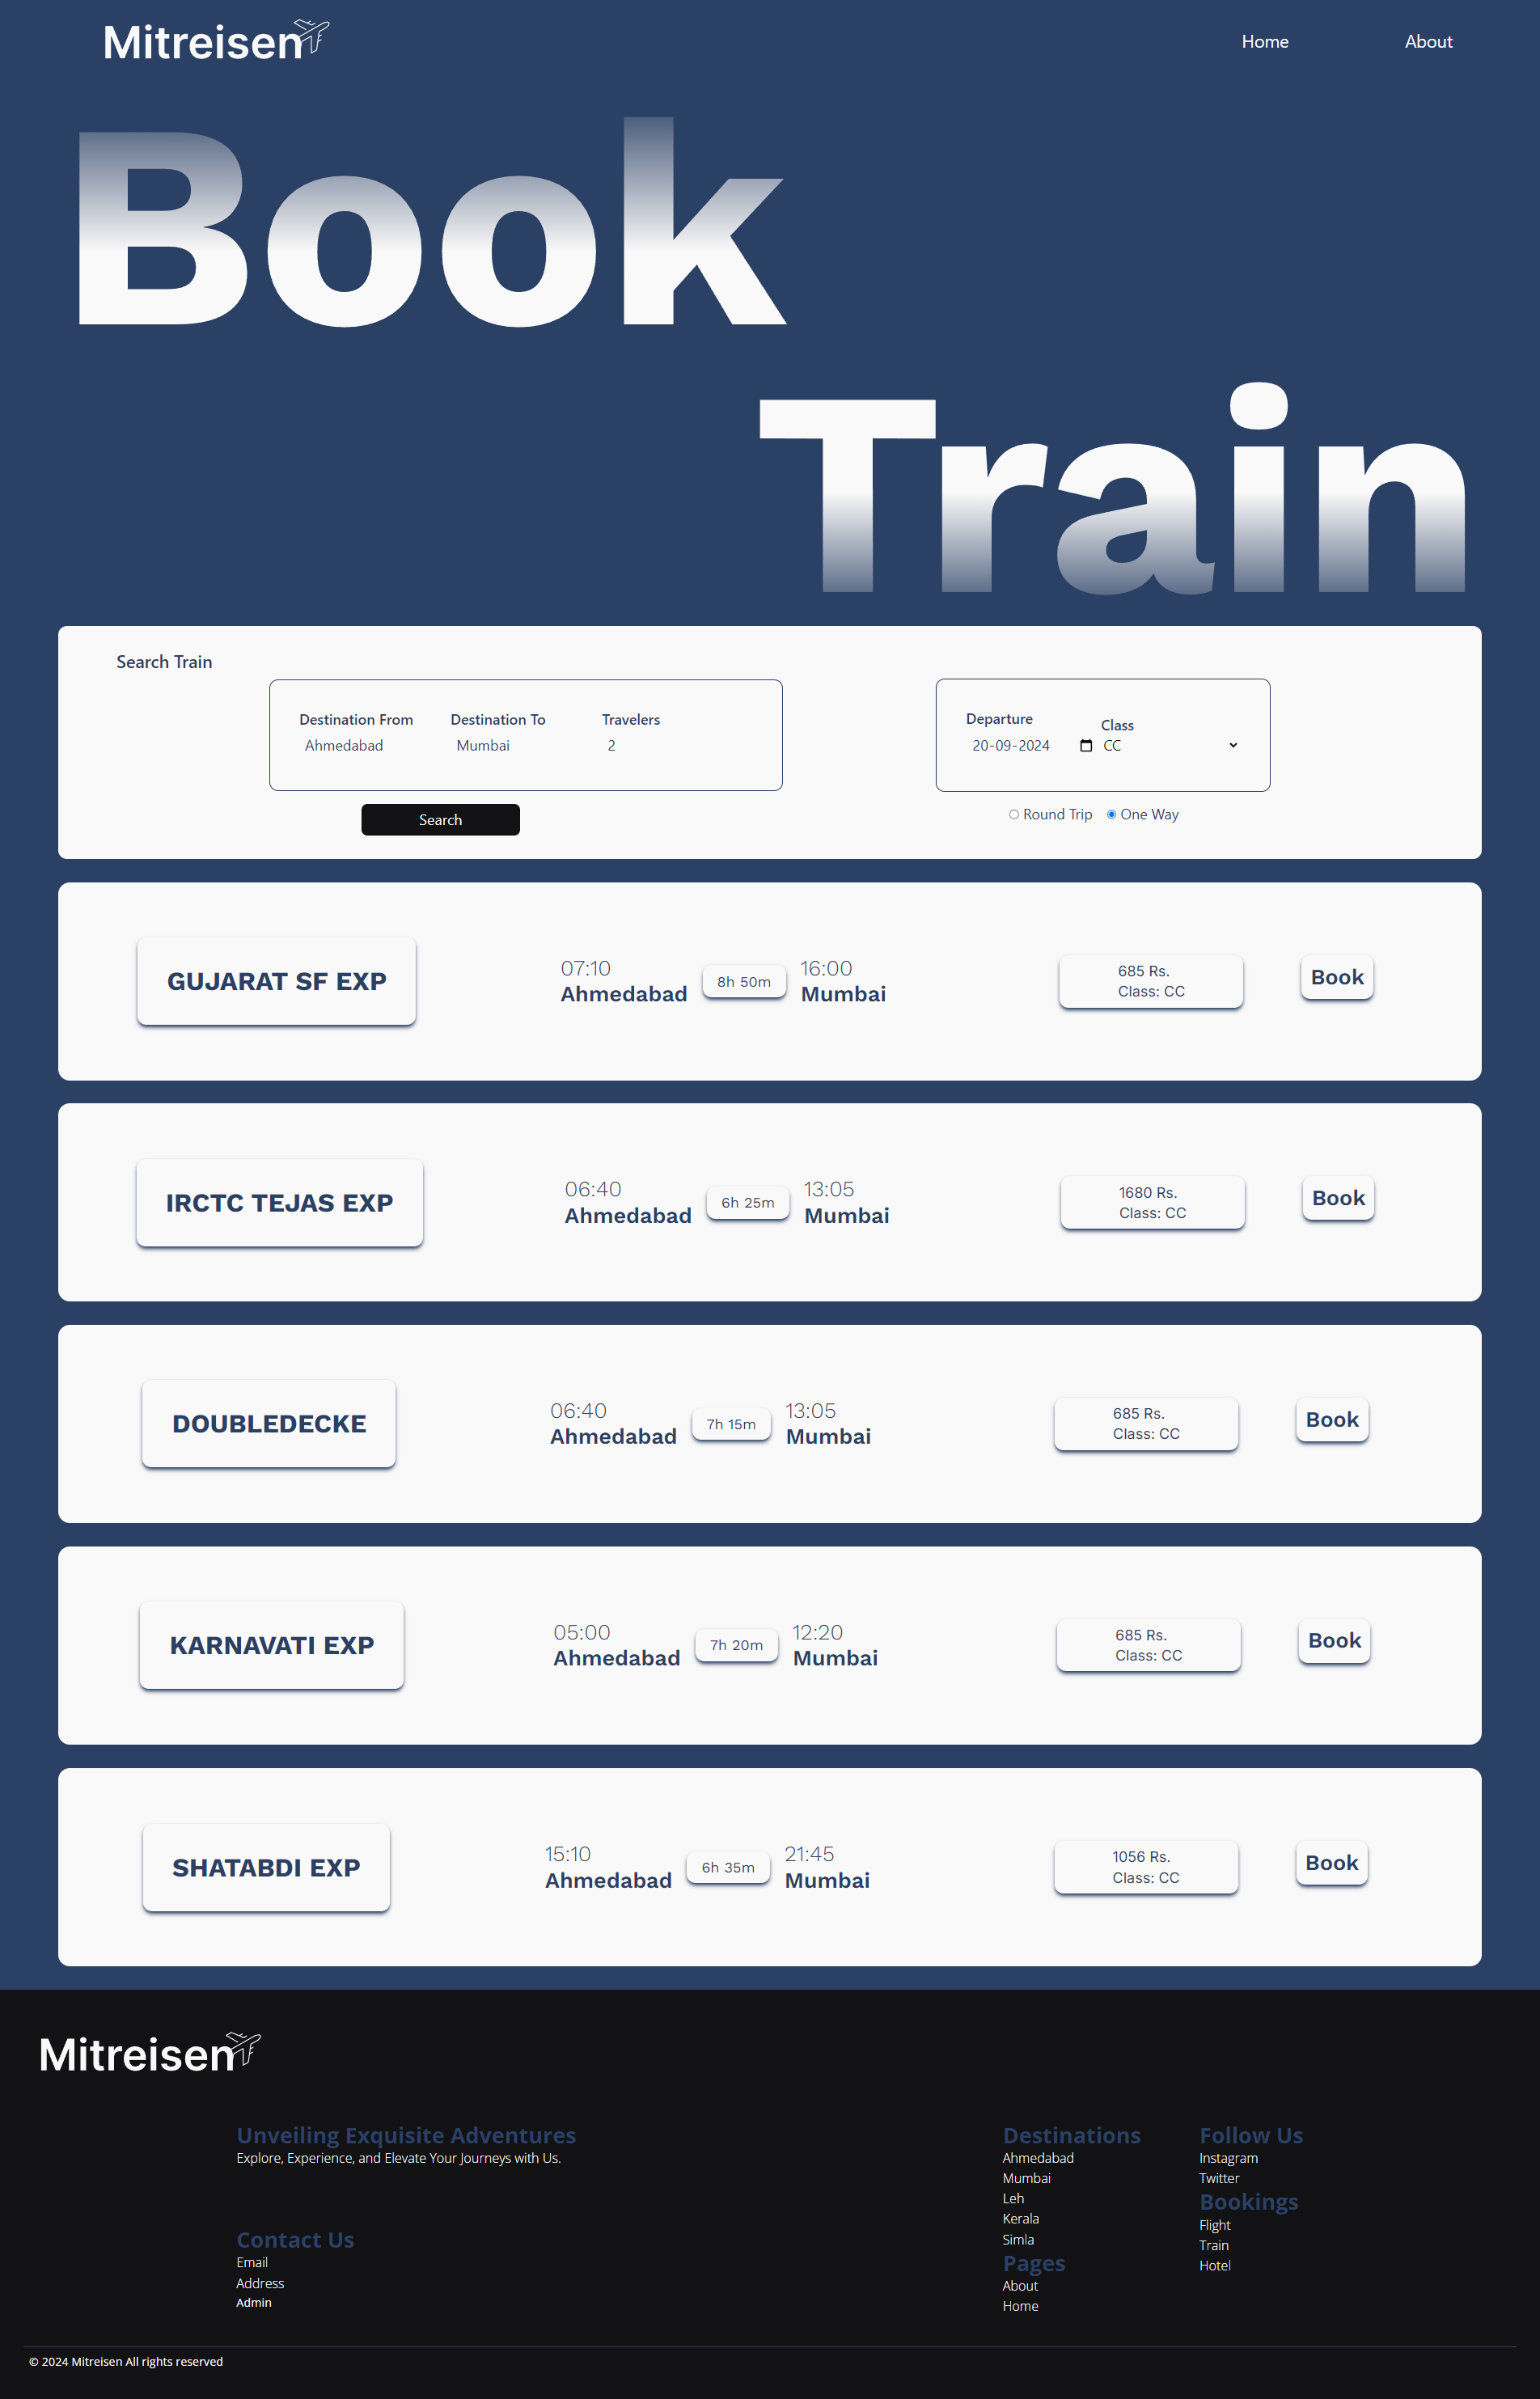 Mitreisen
Home
About
Book
Train
Search Train
Destination From
Destination To
Travelers
Ahmedabad
Mumbai
2
Departure
Class
20-09-2024
CC
Search
Round Trip
One Way
GUJARAT SF EXP
07:10
Ahmedabad
8h 50m
16:00
Mumbai
685 Rs.
Class: CC
Book
IRCTC TEJAS EXP
06:40
Ahmedabad
6h 25m
13:05
Mumbai
1680 Rs.
Class: CC
Book
DOUBLEDECKE
06:40
Ahmedabad
7h 15m
13:05
Mumbai
685 Rs.
Class: CC
Book
KARNAVATI EXP
05:00
Ahmedabad
7h 20m
12:20
Mumbai
685 Rs.
Class: CC
Book
SHATABDI EXP
15:10
Ahmedabad
6h 35m
21:45
Mumbai
1056 Rs.
Class: CC
Book
Mitreisen
Unveiling Exquisite Adventures
Explore, Experience, and Elevate Your Journeys with Us.
Contact Us
Email
Address
Admin
Destinations
Ahmedabad
Mumbai
Leh
Kerala
Simla
Pages
About
Home
Follow Us
Instagram
Twitter
Bookings
Flight
Train
Hotel
© 2024 Mitreisen All rights reserved